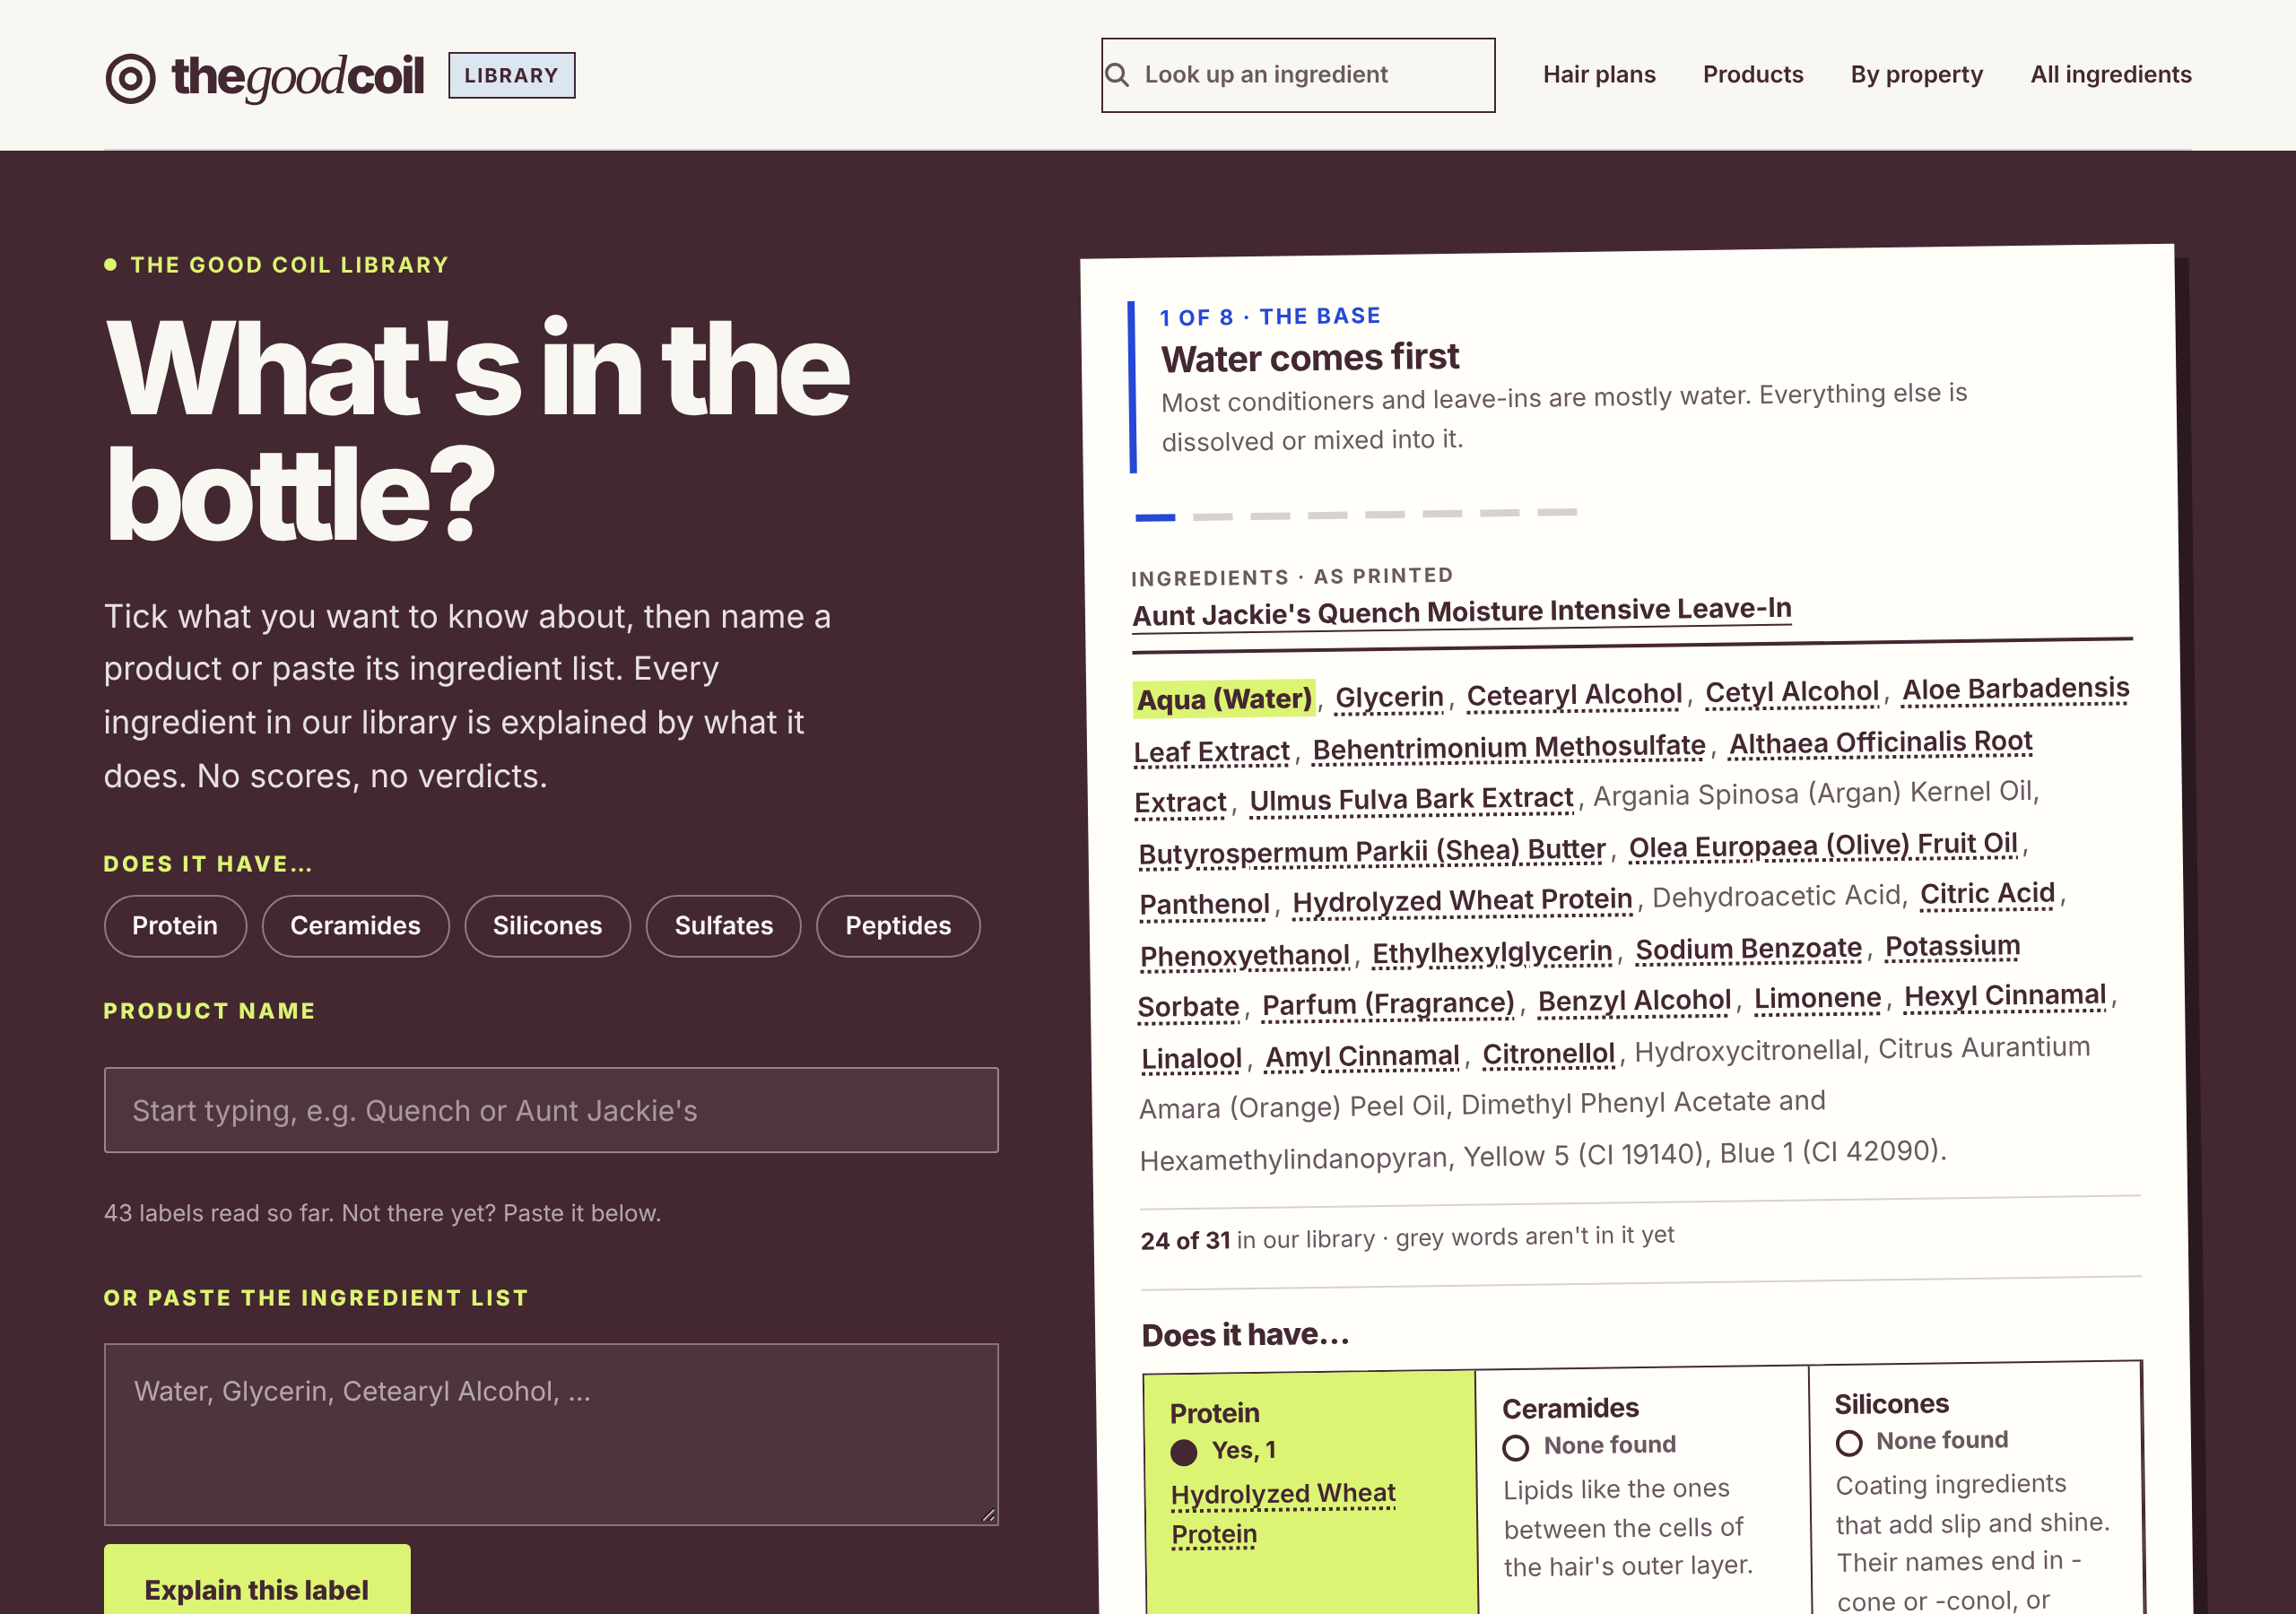 thegoodcoil LIBRARY
Look up an ingredient
Hair plans Products By property All ingredients
THE GOOD COIL LIBRARY
What's in the
bottle?
Tick what you want to know about, then name a
product or paste its ingredient list. Every
ingredient in our library is explained by what it
does. No scores, no verdicts.
DOES IT HAVE...
Protein Ceramides Silicones Sulfates Peptides
PRODUCT NAME
Start typing, e.g. Quench or Aunt Jackie's
43 labels read so far. Not there yet? Paste it below.
OR PASTE THE INGREDIENT LIST
Water, Glycerin, Cetearyl Alcohol, ...
Explain this label
1 OF 8 · THE BASE
Water comes first
Most conditioners and leave-ins are mostly water. Everything else is
dissolved or mixed into it.
INGREDIENTS · AS PRINTED
Aunt Jackie's Quench Moisture Intensive Leave-In
Aqua (Water), Glycerin, Cetearyl Alcohol, Cetyl Alcohol, Aloe Barbadensis
Leaf Extract, Behentrimonium Methosulfate, Althaea Officinalis Root
Extract, Ulmus Fulva Bark Extract, Argania Spinosa (Argan) Kernel Oil,
Butyrospermum Parkii (Shea) Butter, Olea Europaea (Olive) Fruit Oil,
Panthenol, Hydrolyzed Wheat Protein, Dehydroacetic Acid, Citric Acid,
Phenoxyethanol, Ethylhexylglycerin, Sodium Benzoate, Potassium
Sorbate, Parfum (Fragrance), Benzyl Alcohol, Limonene, Hexyl Cinnamal,
Linalool, Amyl Cinnamal, Citronellol, Hydroxycitronellal, Citrus Aurantium
Amara (Orange) Peel Oil, Dimethyl Phenyl Acetate and
Hexamethylindanopyran, Yellow 5 (CI 19140), Blue 1 (CI 42090).
24 of 31 in our library · grey words aren't in it yet
Does it have...
Protein
Yes, 1
Hydrolyzed Wheat
Protein
Ceramides
None found
Lipids like the ones
between the cells of
the hair's outer layer.
Silicones
None found
Coating ingredients
that add slip and shine.
Their names end in -
cone or -conol, or